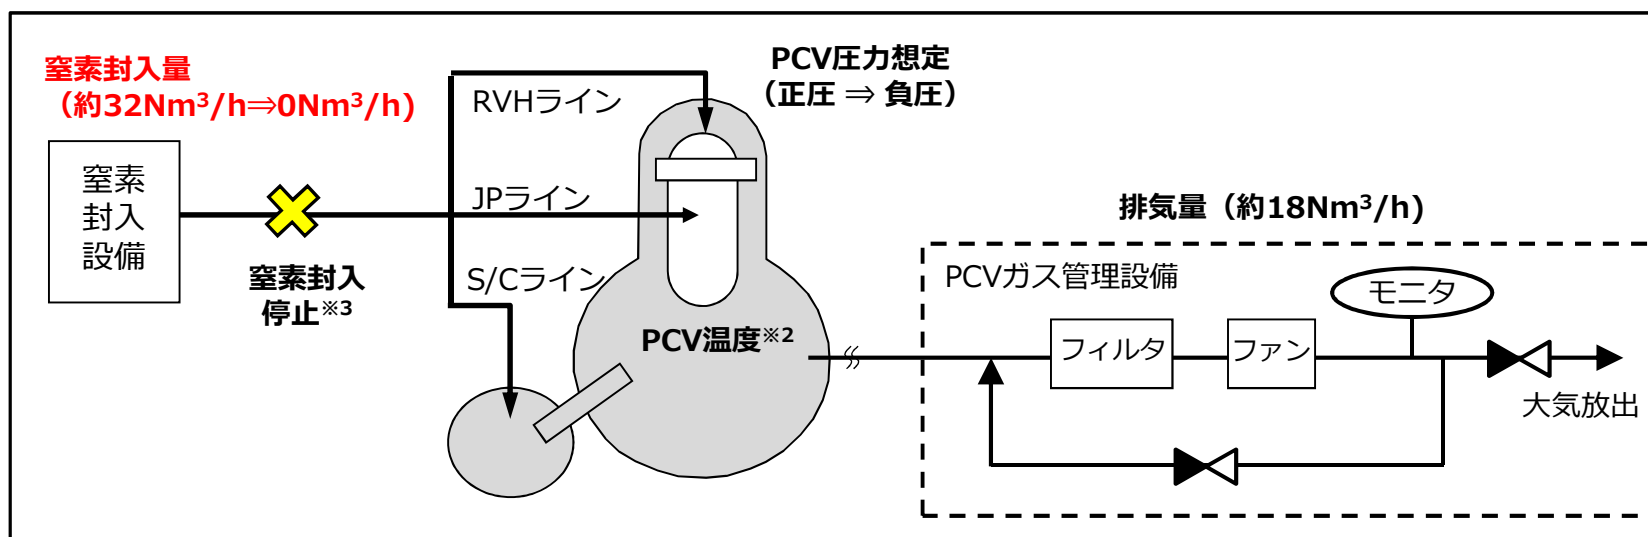 窒素封入量
（約32Nm³/h⇒0Nm³/h）
窒素
封入
設備
窒素封入
停止※3
RVHライン
JPライン
S/Cライン
PCV圧力想定
（正圧 ⇒ 負圧）
PCV温度※2
排気量（約18Nm³/h）
PCVガス管理設備
モニタ
フィルタ
ファン
大気放出